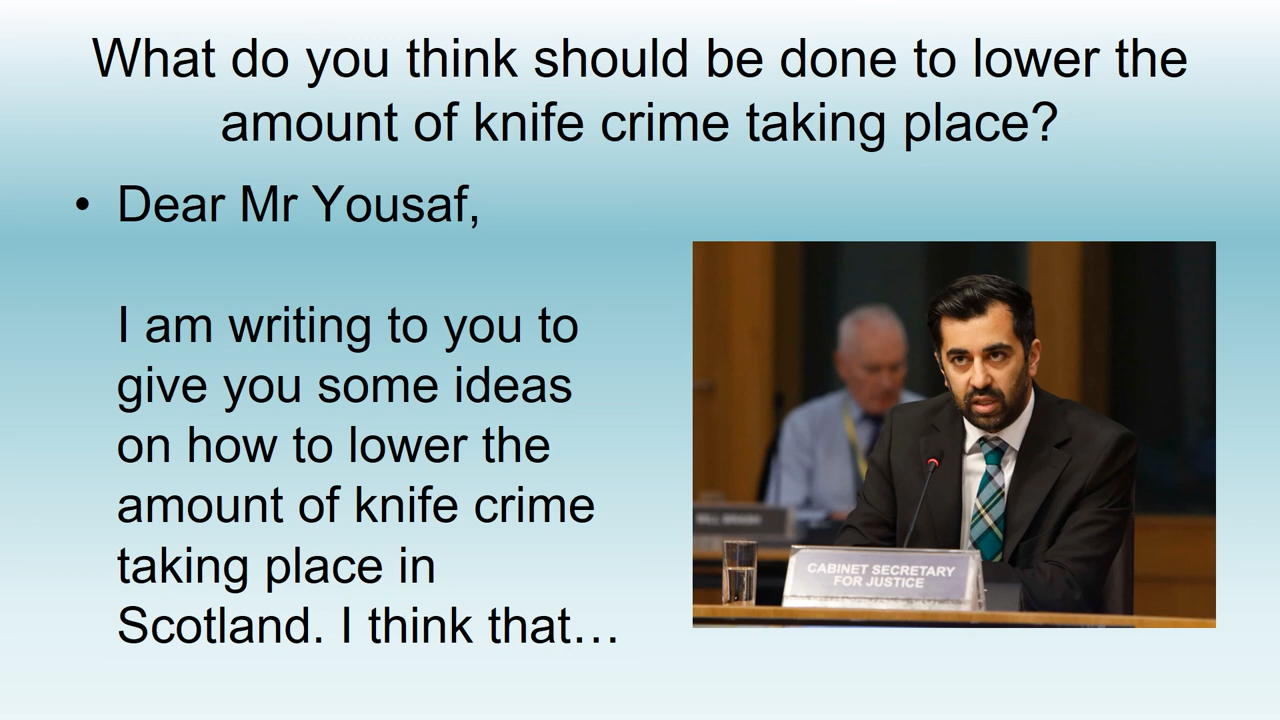 What do you think should be done to lower the
amount of knife crime taking place?
• Dear Mr Yousaf,
I am writing to you to
give you some ideas
on how to lower the
amount of knife crime
taking place in
Scotland. I think that…
CABINET SECRETARY
FOR JUSTICE